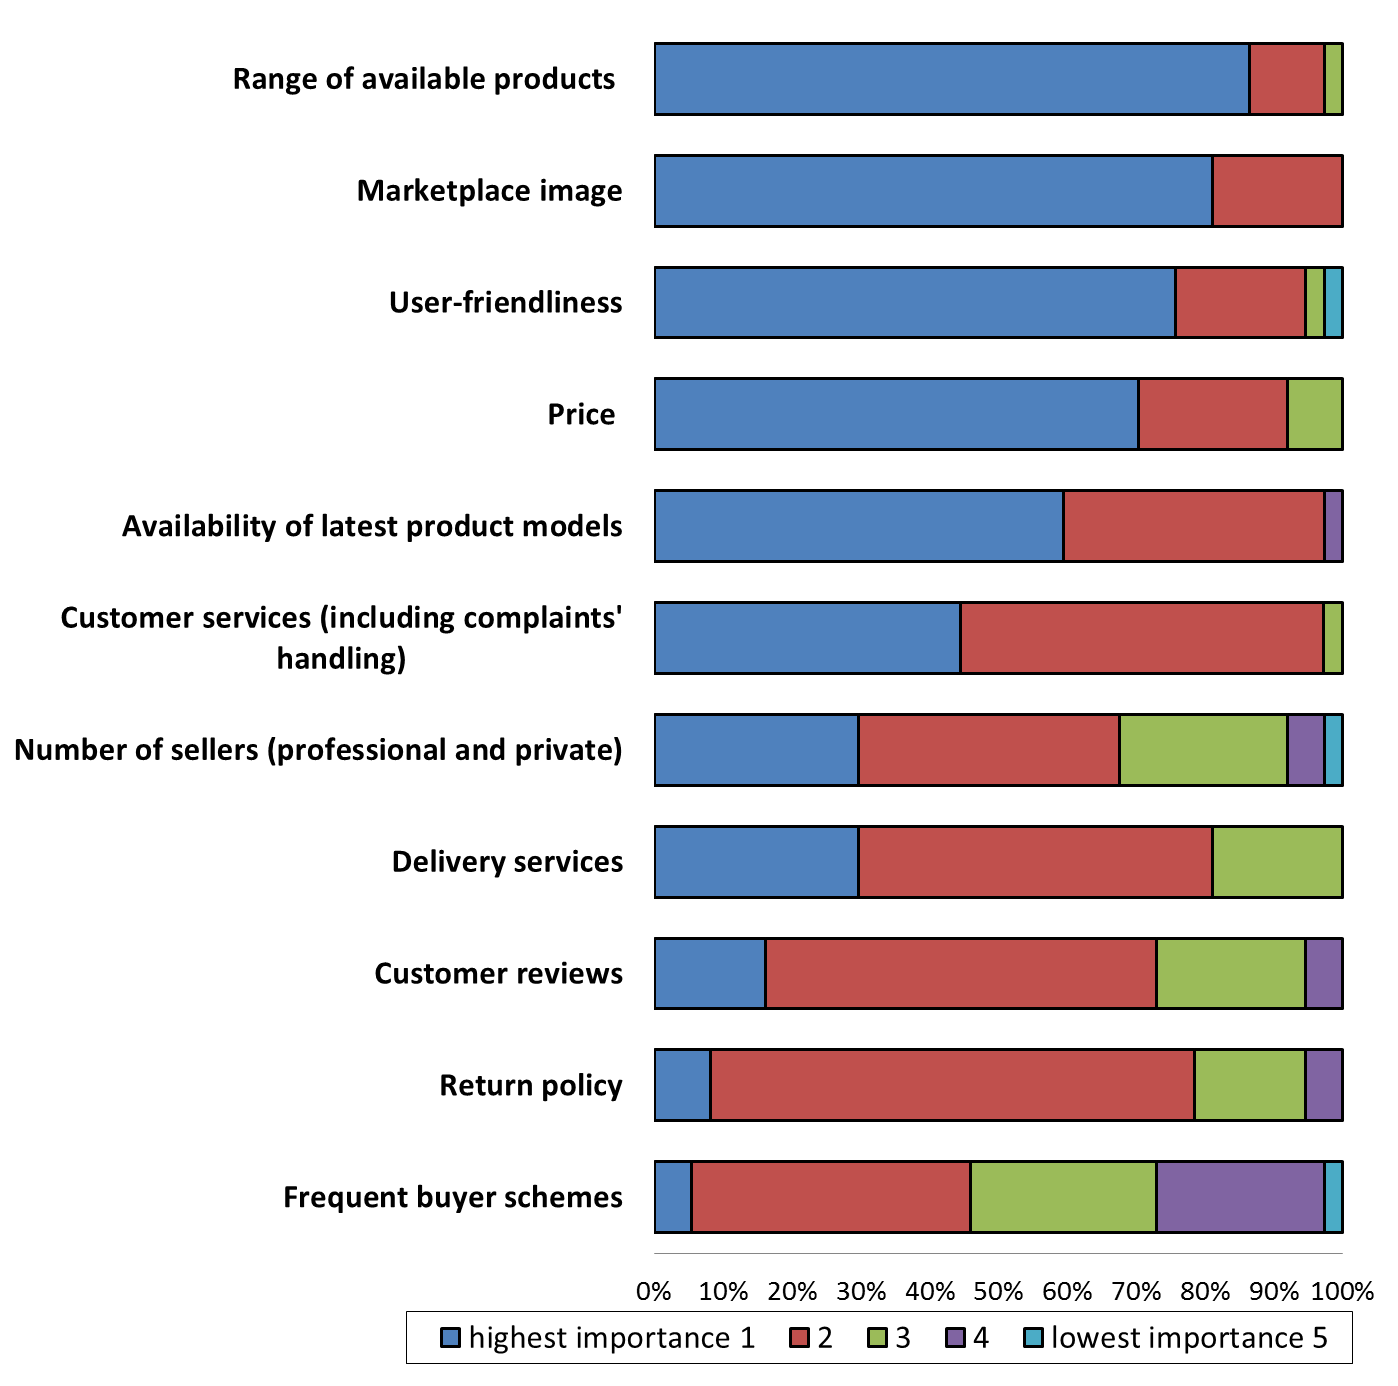 Range of available products
Marketplace image
User-friendliness
Price
Availability of latest product models
Customer services (including complaints'
handling)
Number of sellers (professional and private)
Delivery services
Customer reviews
Return policy
Frequent buyer schemes
0% 10% 20% 30% 40% 50% 60% 70% 80% 90% 100%
highest importance 1 2 3 4 lowest importance 5